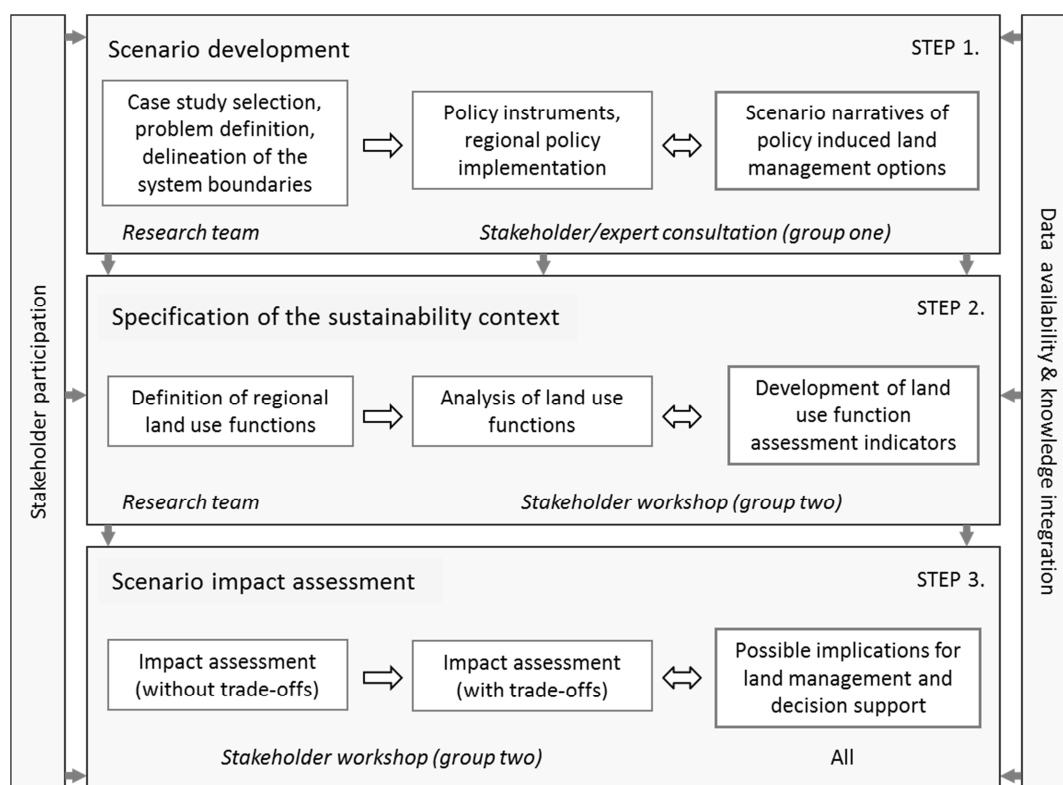 Stakeholder participation
Scenario development
STEP 1.
Case study selection,
problem definition,
delineation of the
system boundaries
Policy instruments,
regional policy
implementation
Scenario narratives of
policy induced land
management options
Research team
Stakeholder/expert consultation (group one)
Specification of the sustainability context
STEP 2.
Definition of regional
land use functions
Analysis of land use
functions
Development of land
use function
assessment indicators
Research team
Stakeholder workshop (group two)
Scenario impact assessment
STEP 3.
Impact assessment
(without trade-offs)
Impact assessment
(with trade-offs)
Possible implications for
land management and
decision support
Stakeholder workshop (group two)
All
Data availability & knowledge integration